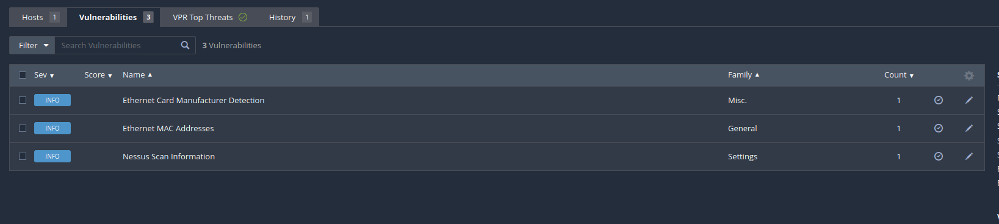 Hosts 1 Vulnerabilities 3 VPR Top Threats History 1
Filter Search Vulnerabilities 3 Vulnerabilities
Sev Score Name Family Count
INFO Ethernet Card Manufacturer Detection Misc. 1
INFO Ethernet MAC Addresses General 1
INFO Nessus Scan Information Settings 1